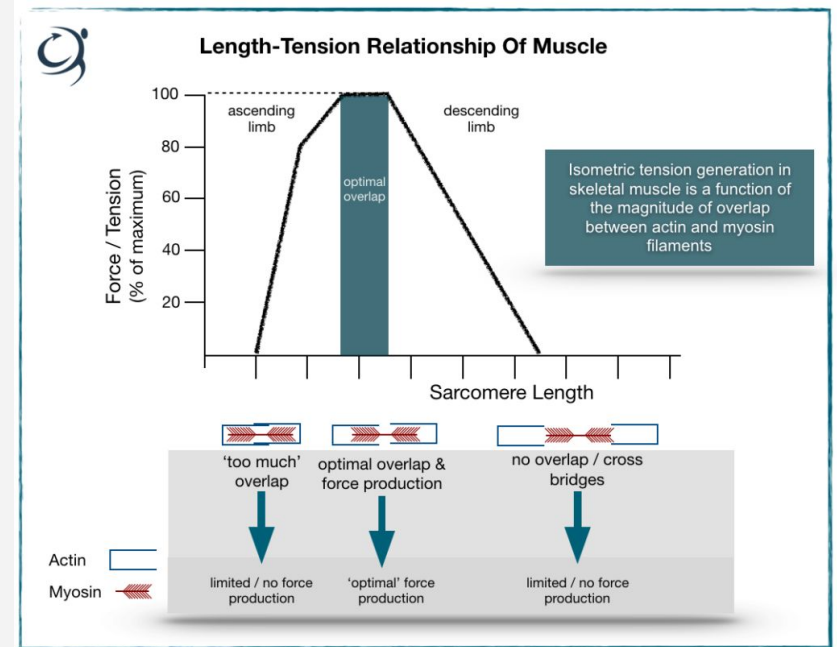 Length-Tension Relationship Of Muscle
100
80
60
40
20
Force / Tension
(% of maximum)
ascending
limb
optimal
overlap
descending
limb
Isometric tension generation in
skeletal muscle is a function of
the magnitude of overlap
between actin and myosin
filaments
Sarcomere Length
‘too much’
overlap
optimal overlap &
force production
no overlap / cross
bridges
limited / no force
production
‘optimal’ force
production
limited / no force
production
Actin
Myosin